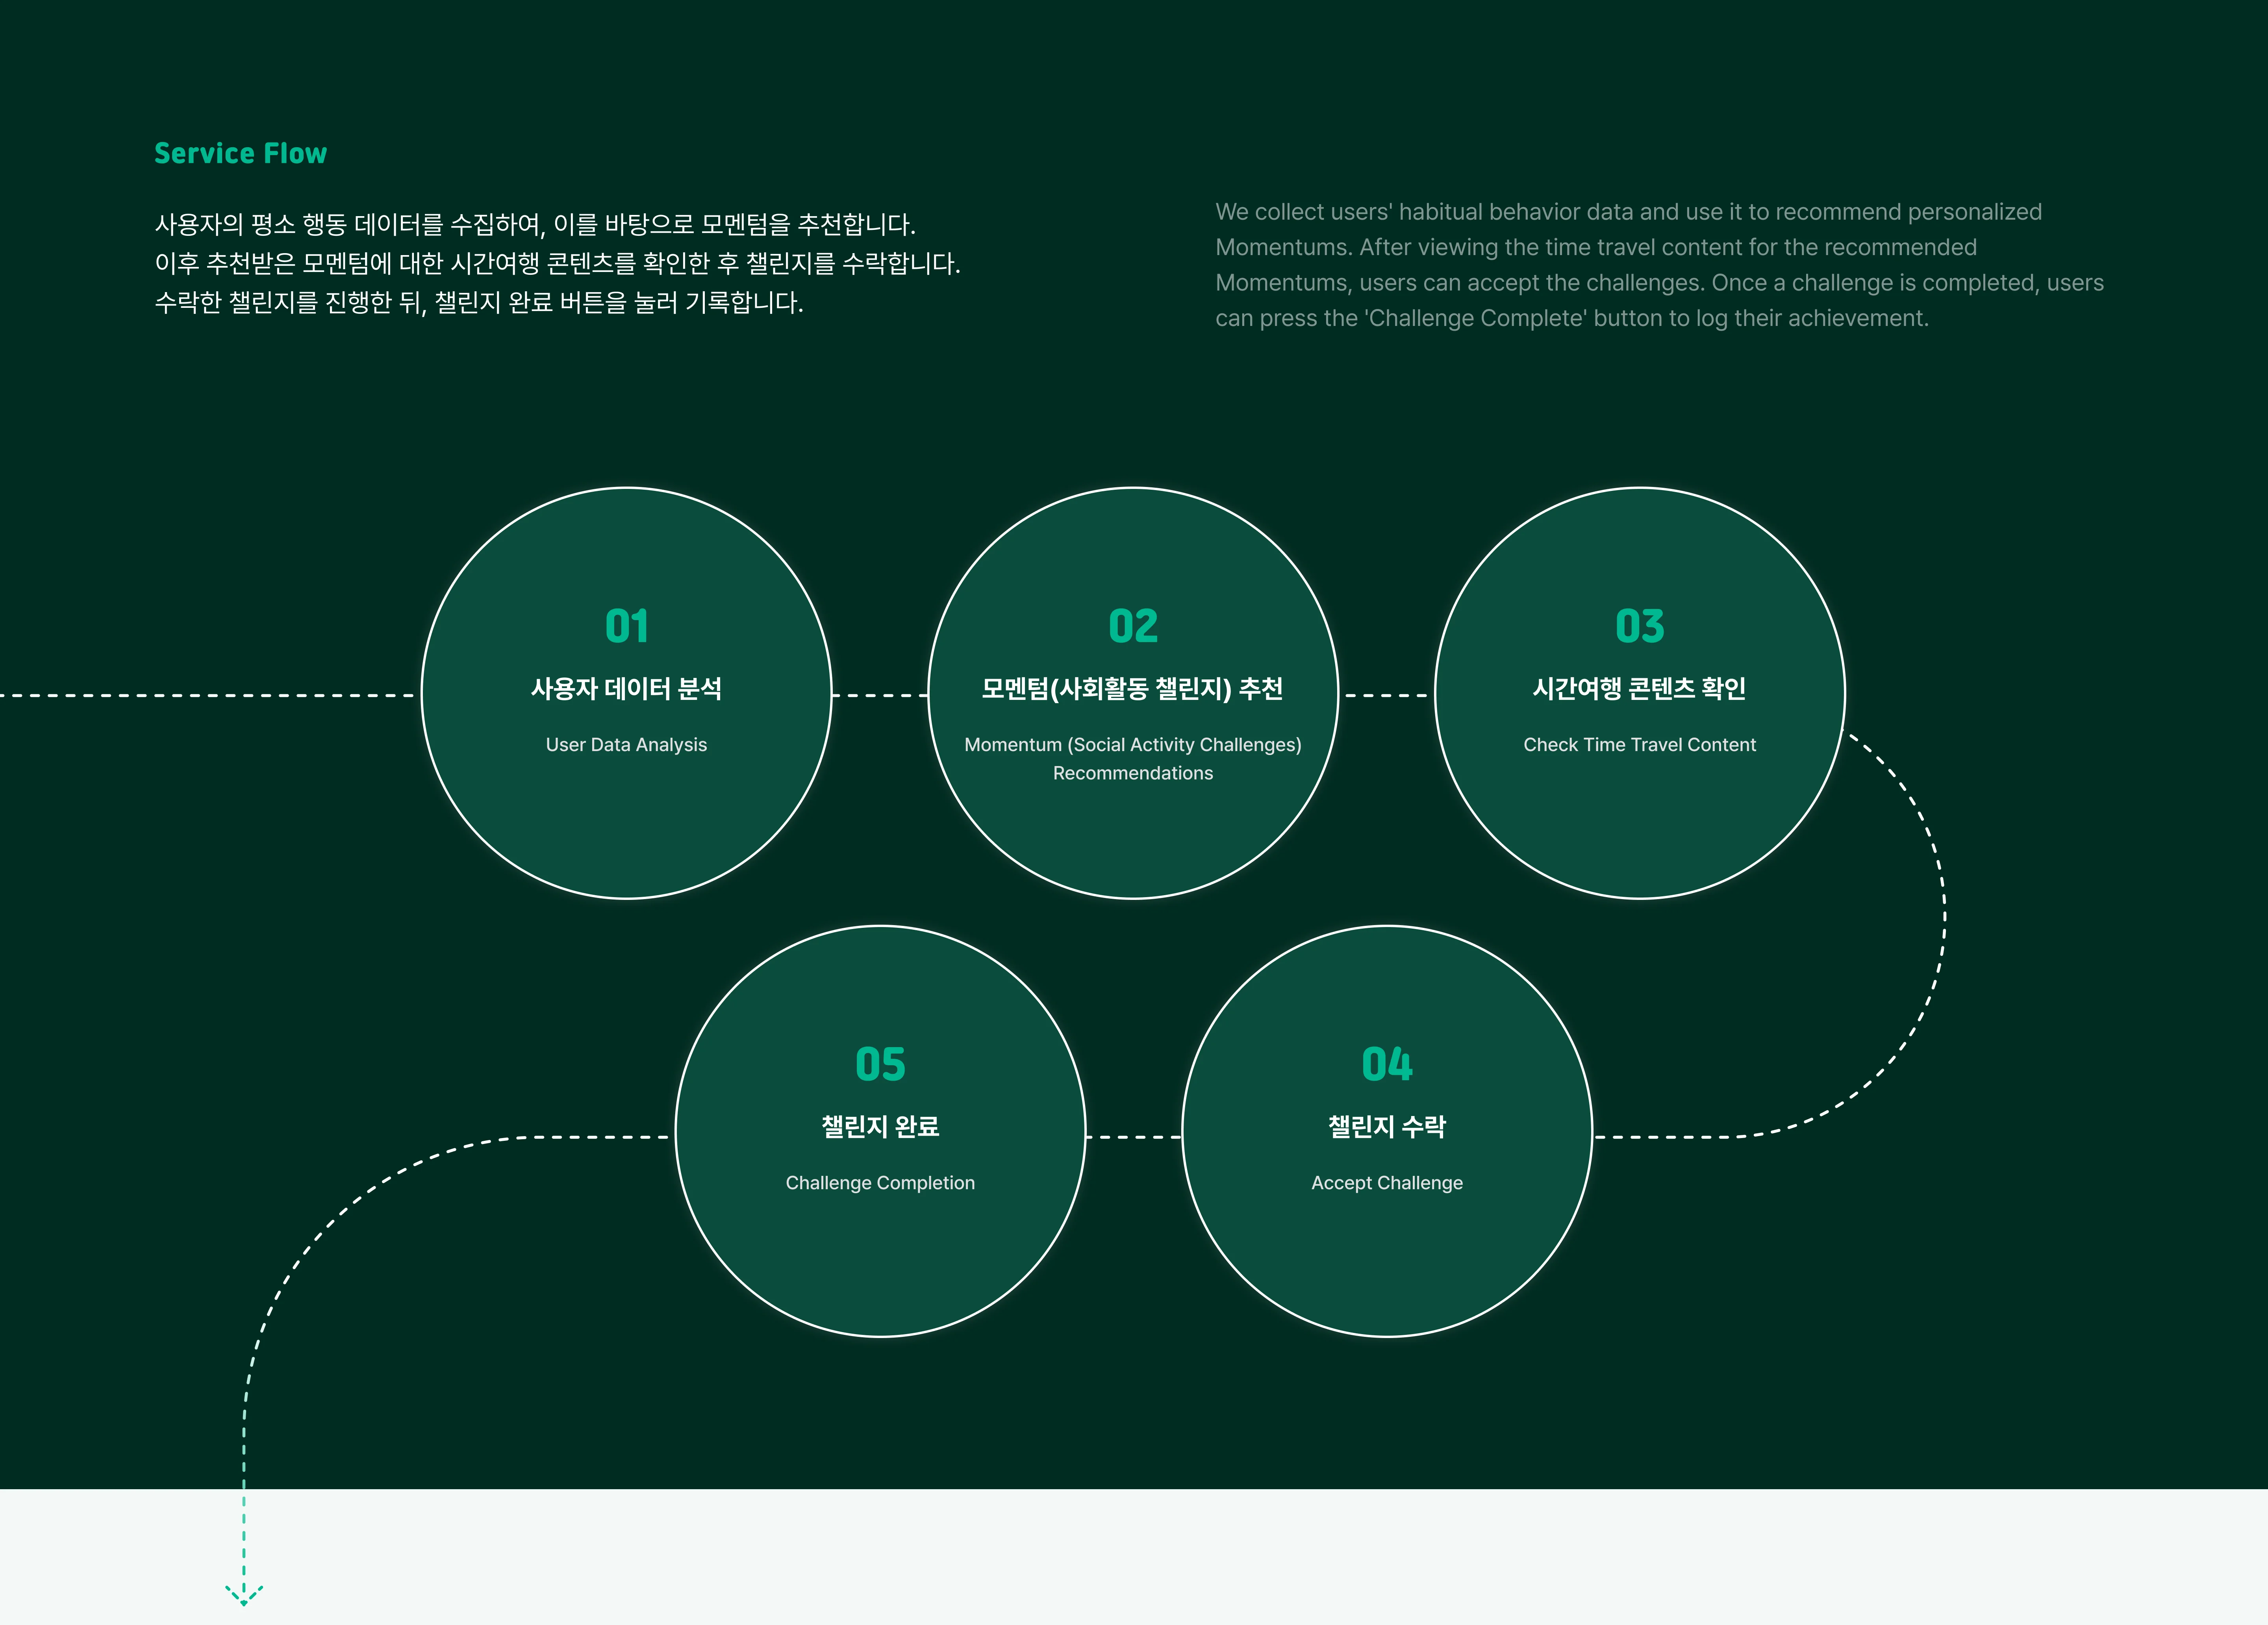 Service Flow
사용자의 평소 행동 데이터를 수집하여, 이를 바탕으로 모멘텀을 추천합니다.
이후 추천받은 모멘텀에 대한 시간여행 콘텐츠를 확인한 후 챌린지를 수락합니다.
수락한 챌린지를 진행한 뒤, 챌린지 완료 버튼을 눌러 기록합니다.
We collect users' habitual behavior data and use it to recommend personalized
Momentums. After viewing the time travel content for the recommended
Momentums, users can accept the challenges. Once a challenge is completed, users
can press the 'Challenge Complete' button to log their achievement.
01
사용자 데이터 분석
User Data Analysis
02
모멘텀(사회활동 챌린지) 추천
Momentum (Social Activity Challenges)
Recommendations
03
시간여행 콘텐츠 확인
Check Time Travel Content
04
챌린지 수락
Accept Challenge
05
챌린지 완료
Challenge Completion